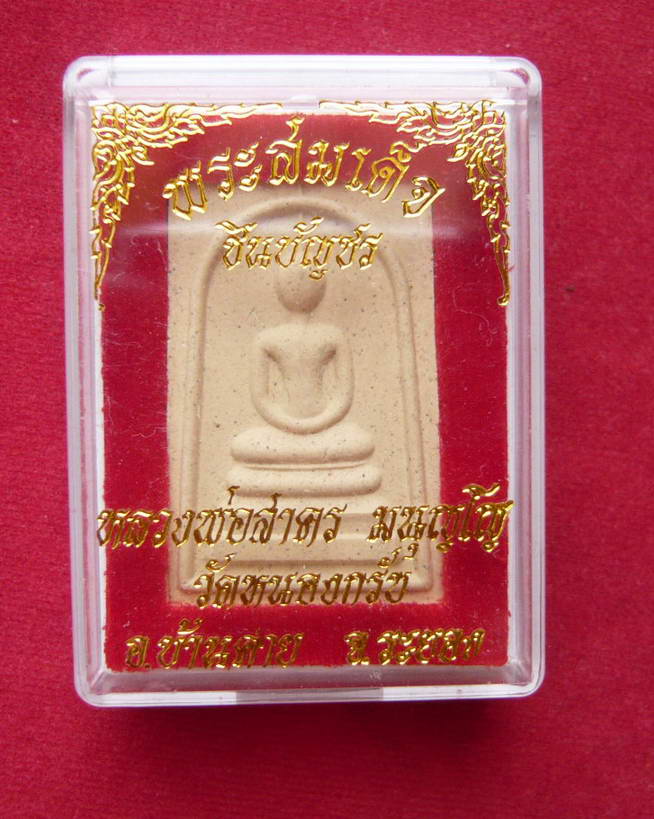 พระสมเด็จ
ชินบัญชร
หลวงพ่อสาคร มนุญโญ
วัดหนองกรับ
อ.บ้านค่าย จ.ระยอง